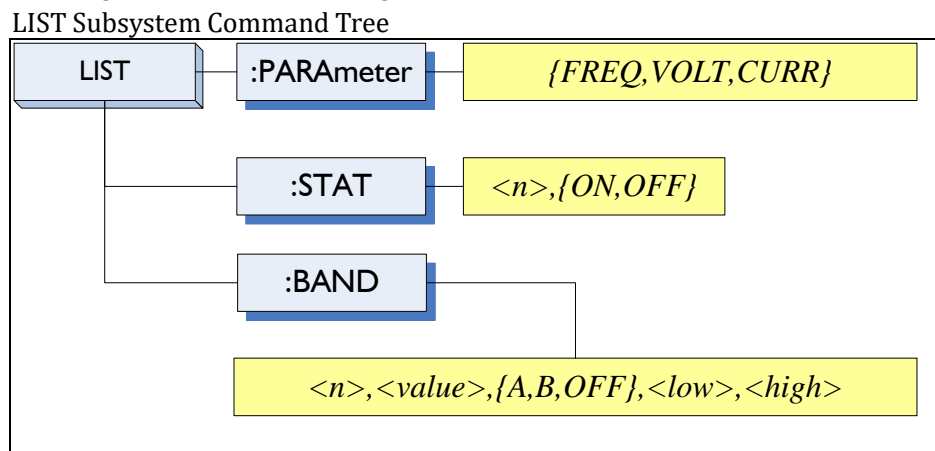 LIST Subsystem Command Tree
LIST :PARAmeter {FREQ,VOLT,CURR}
:STAT <n>,{ON,OFF}
:BAND
<n>,<value>,{A,B,OFF},<low>,<high>